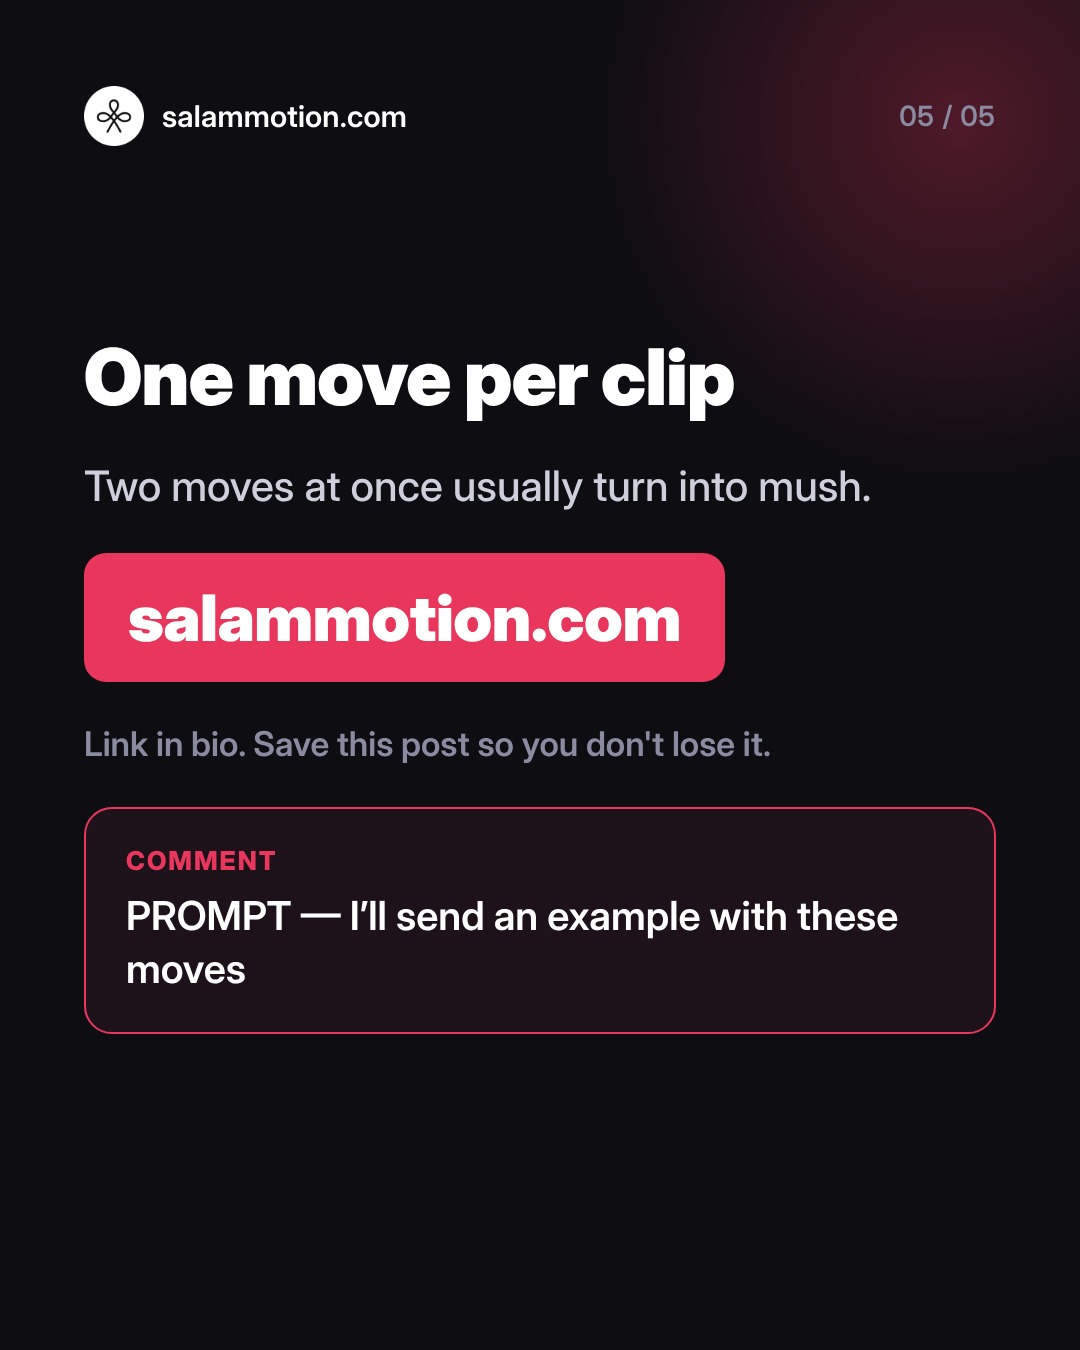 salammotion.com
05 / 05
One move per clip
Two moves at once usually turn into mush.
salammotion.com
Link in bio. Save this post so you don't lose it.
COMMENT
PROMPT — I’ll send an example with these
moves